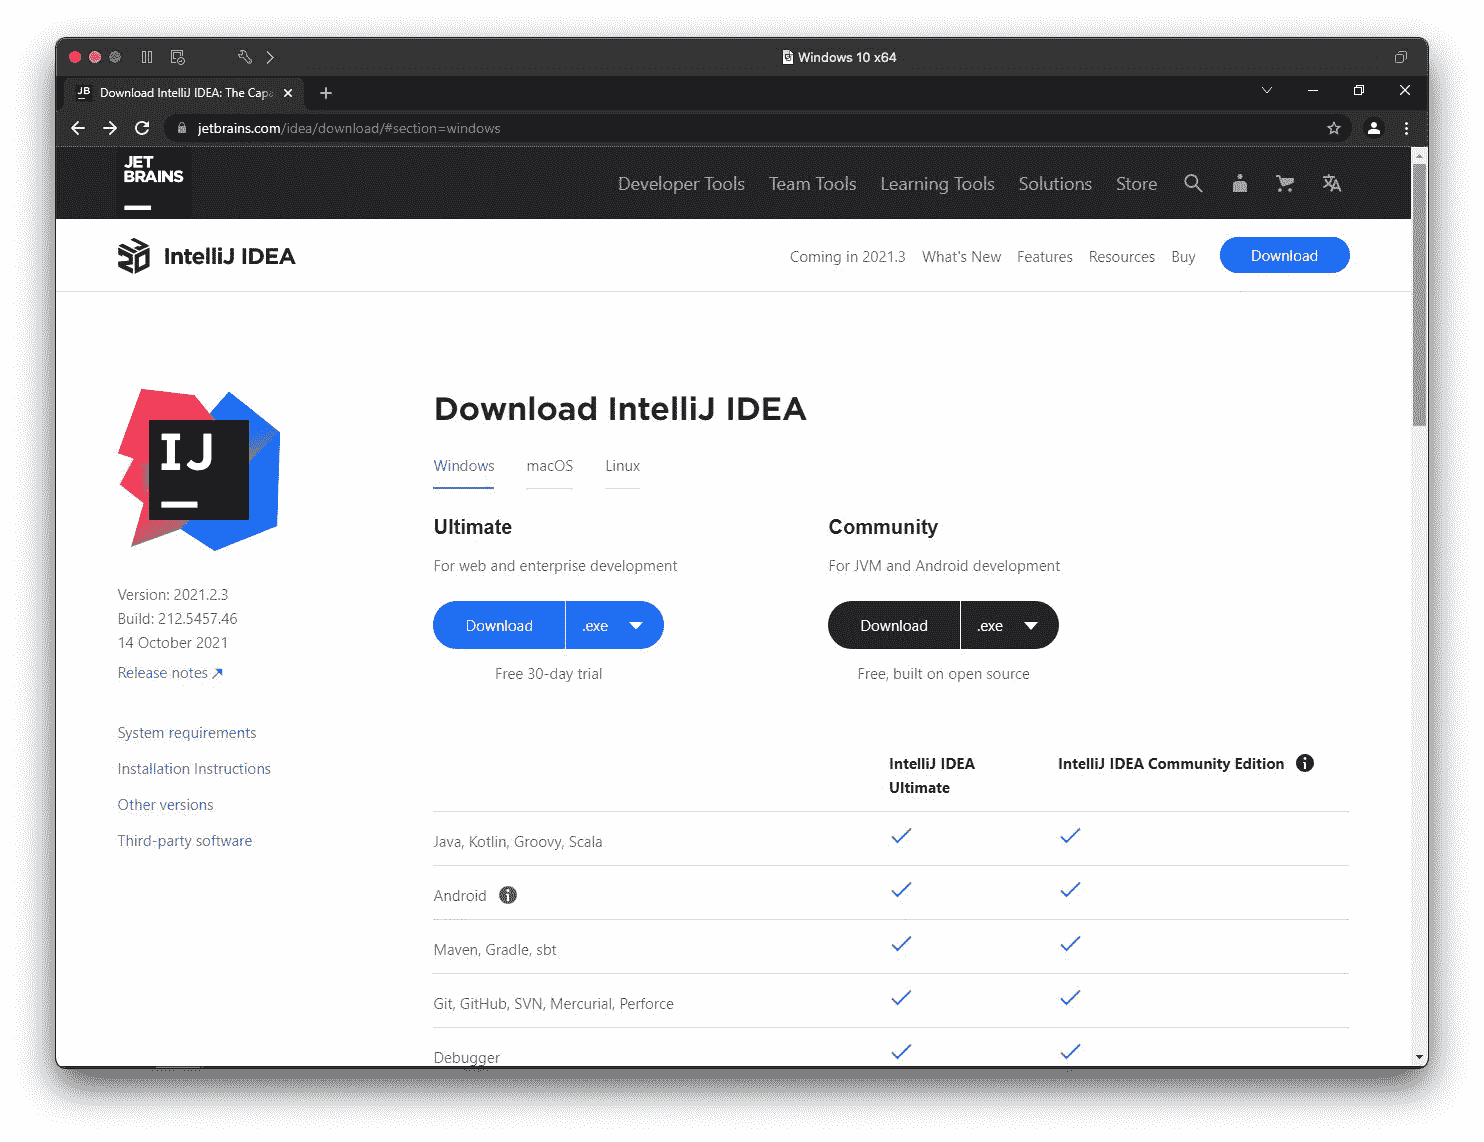 Windows 10 x64
JB Download IntelliJ IDEA: The Capa
jetbrains.com/idea/download/#section=windows
JET
BRAINS
Developer Tools Team Tools Learning Tools Solutions Store
IntelliJ IDEA
Coming in 2021.3 What's New Features Resources Buy Download
IJ
Version: 2021.2.3
Build: 212.5457.46
14 October 2021
Release notes
System requirements
Installation Instructions
Other versions
Third-party software
Download IntelliJ IDEA
Windows macOS Linux
Ultimate
For web and enterprise development
Download .exe
Free 30-day trial
Community
For JVM and Android development
Download .exe
Free, built on open source
IntelliJ IDEA
Ultimate
IntelliJ IDEA Community Edition
Java, Kotlin, Groovy, Scala
Android
Maven, Gradle, sbt
Git, GitHub, SVN, Mercurial, Perforce
Debugger